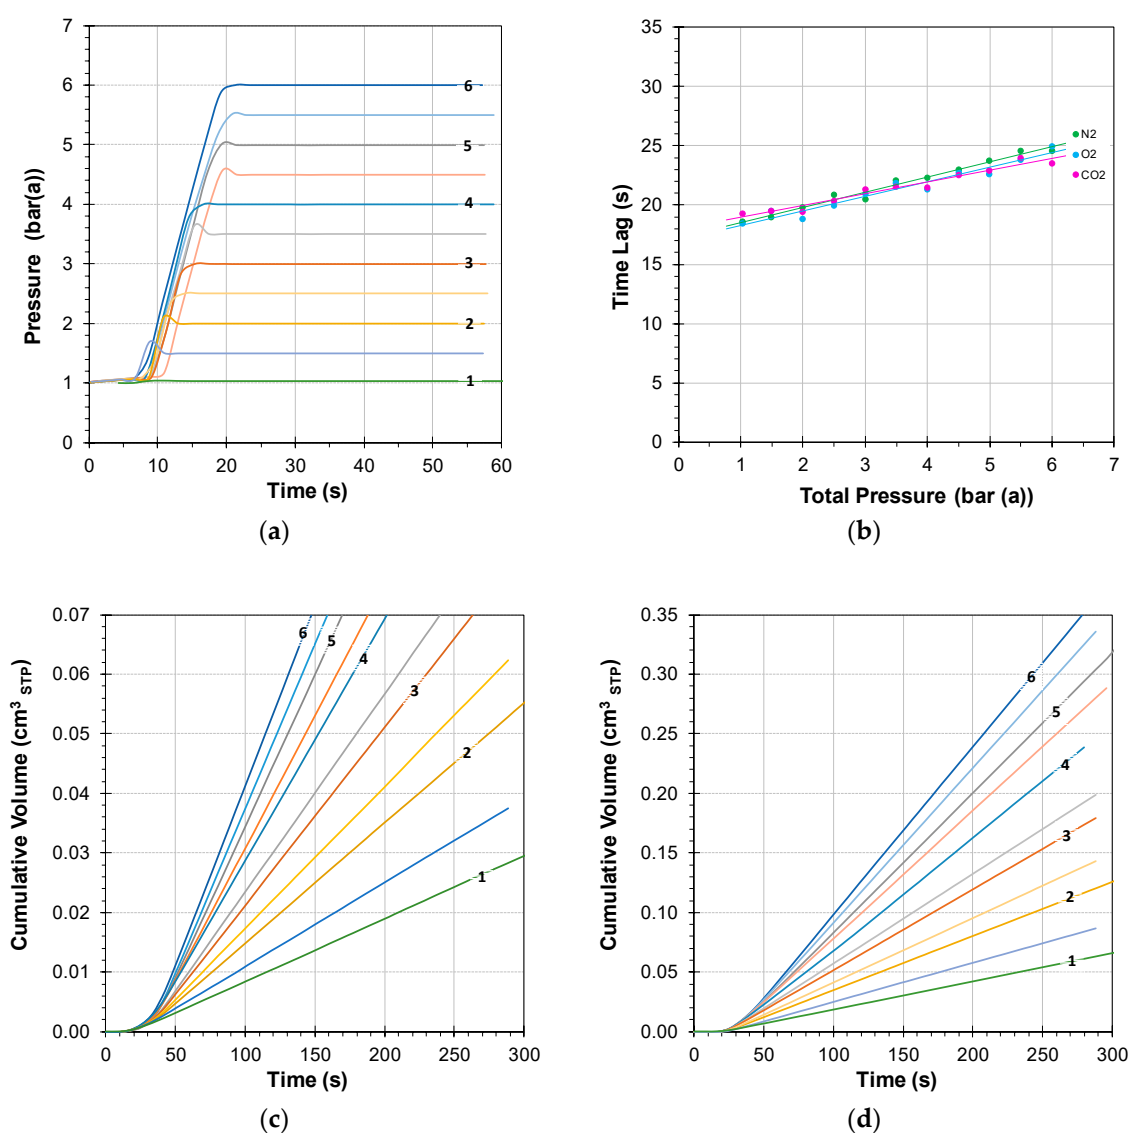 7
6
5
4
3
2
1
0
6
5
4
3
2
1
0 10 20 30 40 50 60
Pressure (bar(a))
Time (s)
(a)
35
30
25
20
15
10
5
0
N2
O2
CO2
0 1 2 3 4 5 6 7
Time Lag (s)
Total Pressure (bar (a))
(b)
0.07
0.06
0.05
0.04
0.03
0.02
0.01
0.00
6
5
4
3
2
1
0 50 100 150 200 250 300
Cumulative Volume (cm³ STP)
Time (s)
(c)
0.35
0.30
0.25
0.20
0.15
0.10
0.05
0.00
6
5
4
3
2
1
0 50 100 150 200 250 300
Cumulative Volume (cm³ STP)
Time (s)
(d)